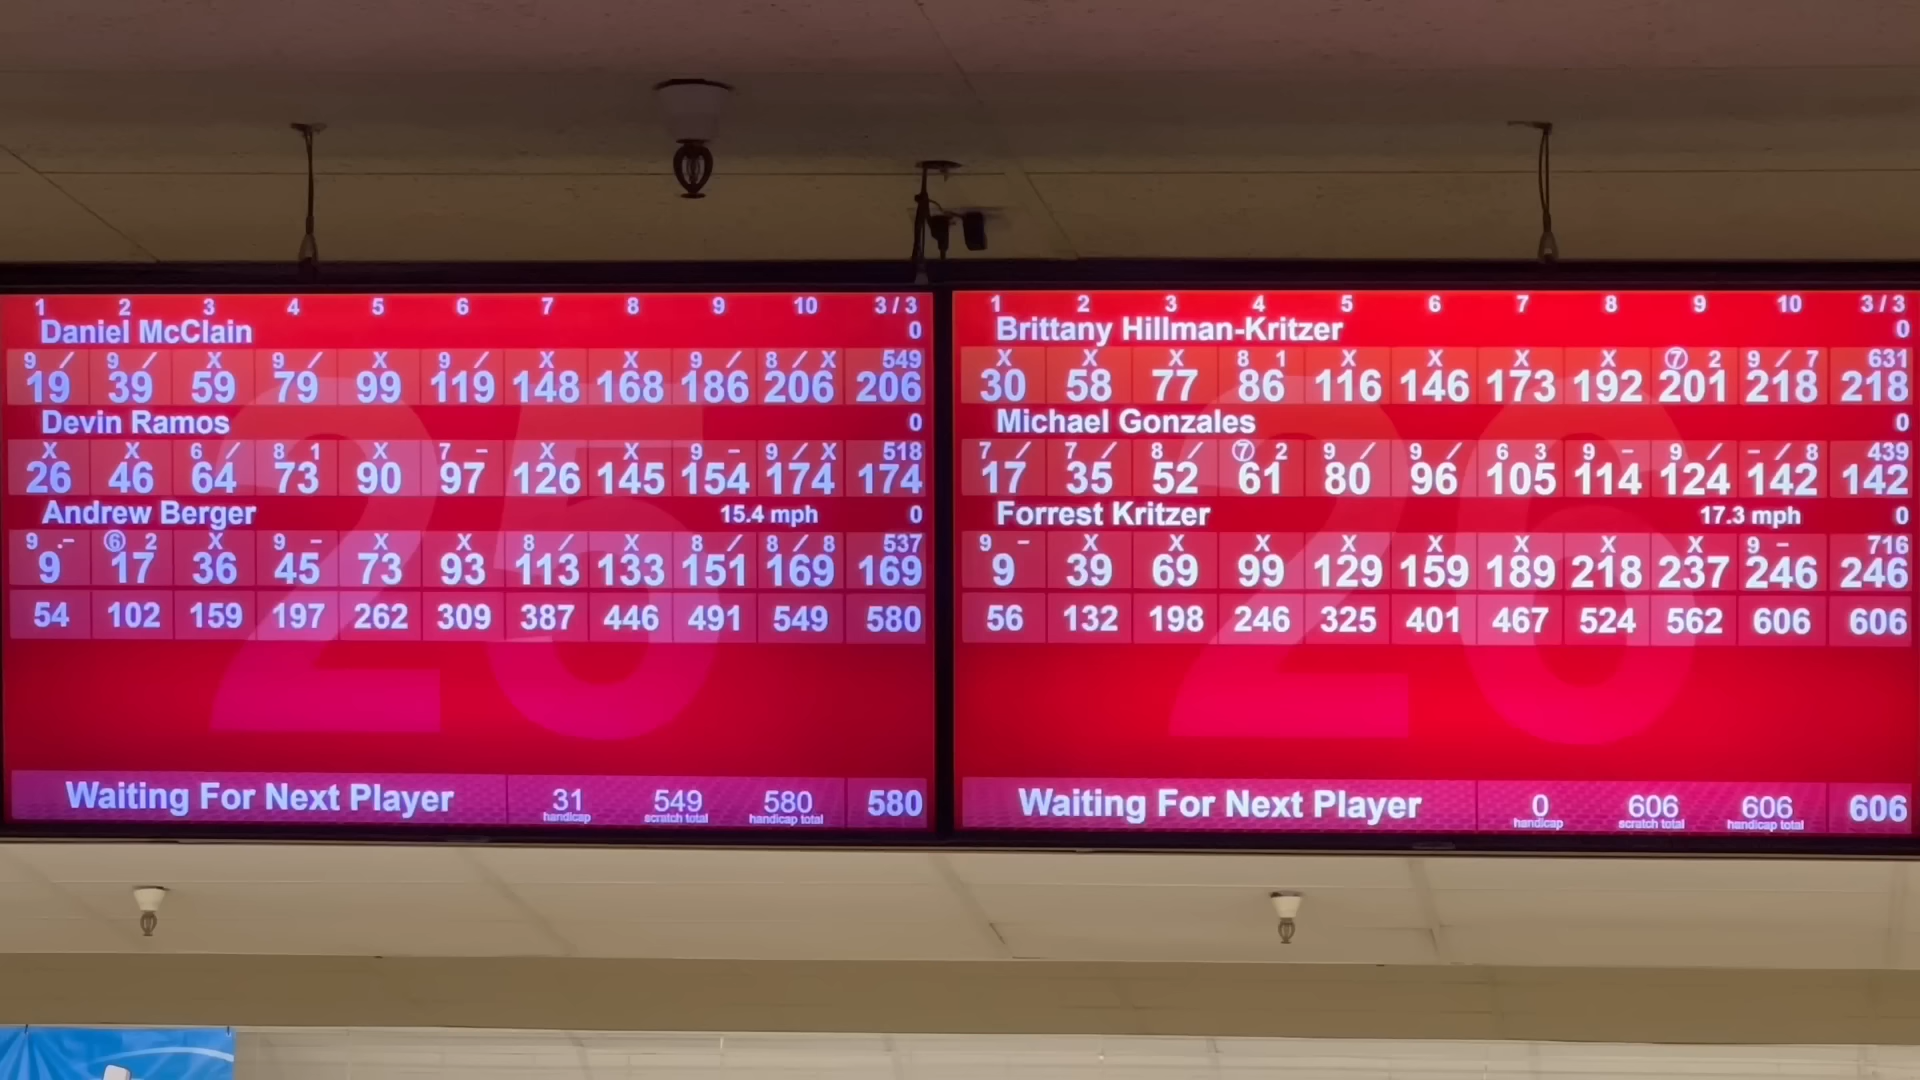 1 2 3 4 5 6 7 8 9 10 3/3
Daniel McClain 0
9 / 9 / X 9 / X 9 / X X 9 / 8 / X 549
19 39 59 79 99 119 148 168 186 206 206
Devin Ramos 0
X X 6 / 8 1 X 7 – X X 9 – 9 / X 518
26 46 64 73 90 97 126 145 154 174 174
Andrew Berger 15.4 mph 0
9 .– ⑥ 2 X 9 – X X 8 / X 8 / 8 / 8 537
9 17 36 45 73 93 113 133 151 169 169
54 102 159 197 262 309 387 446 491 549 580
25
Waiting For Next Player 31 549 580 580
handicap scratch total handicap total
1 2 3 4 5 6 7 8 9 10 3/3
Brittany Hillman-Kritzer 0
X X X 8 1 X X X X ⑦ 2 9 / 7 631
30 58 77 86 116 146 173 192 201 218 218
Michael Gonzales 0
7 / 7 / 8 / ⑦ 2 9 / 9 / 6 3 9 – 9 / – / 8 439
17 35 52 61 80 96 105 114 124 142 142
Forrest Kritzer 17.3 mph 0
9 – X X X X X X X X 9 – 716
9 39 69 99 129 159 189 218 237 246 246
56 132 198 246 325 401 467 524 562 606 606
26
Waiting For Next Player 0 606 606 606
handicap scratch total handicap total